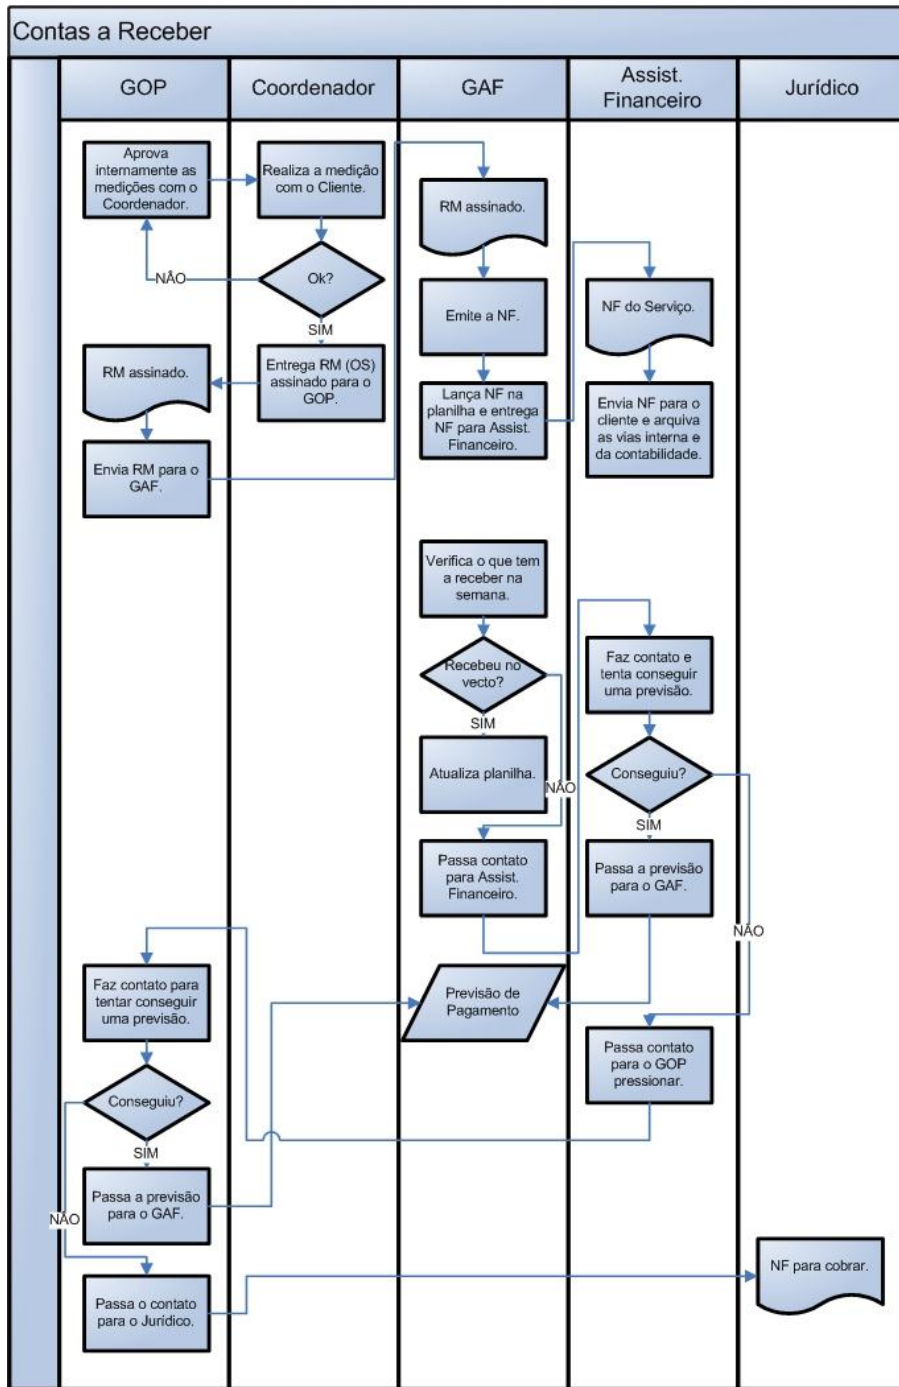 Contas a Receber
GOP
Coordenador
GAF
Assist.
Financeiro
Jurídico
Aprova
internamente as
medições com o
Coordenador.
Realiza a medição
com o Cliente.
RM assinado.
Ok?
NÃO
SIM
Emite a NF.
NF do Serviço.
RM assinado.
Entrega RM (OS)
assinado para o
GOP.
Lança NF na
planilha e entrega
NF para Assist.
Financeiro.
Envia NF para o
cliente e arquiva
as vias interna e
da contabilidade.
Envia RM para o
GAF.
Verifica o que tem
a receber na
semana.
Recebeu no
vecto?
SIM
NÃO
Faz contato e
tenta conseguir
uma previsão.
Atualiza planilha.
Conseguiu?
SIM
NÃO
Passa contato
para Assist.
Financeiro.
Passa a previsão
para o GAF.
Faz contato para
tentar conseguir
uma previsão.
Previsão de
Pagamento
Passa contato
para o GOP
pressionar.
Conseguiu?
SIM
NÃO
Passa a previsão
para o GAF.
Passa o contato
para o Jurídico.
NF para cobrar.